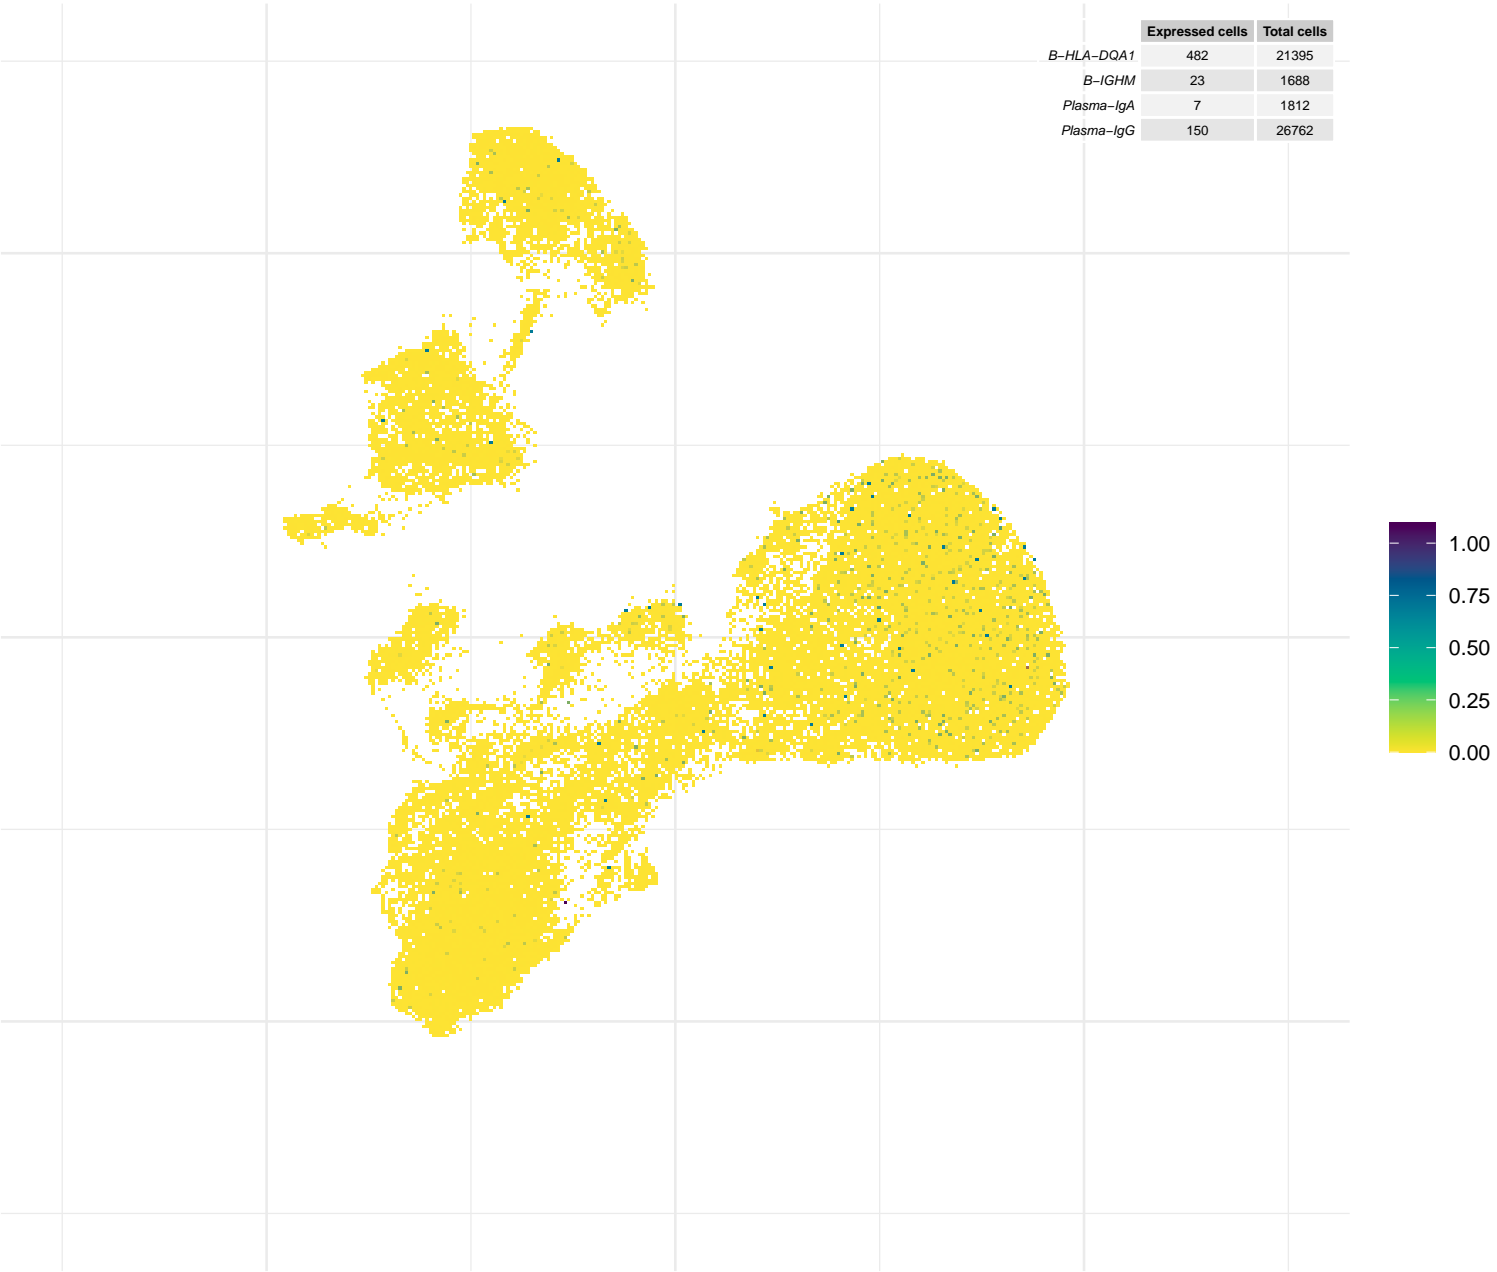 Expressed cells Total cells
B−HLA−DQA1 482 21395
B−IGHM 23 1688
Plasma−IgA 7 1812
Plasma−IgG 150 26762
1.00
0.75
0.50
0.25
0.00